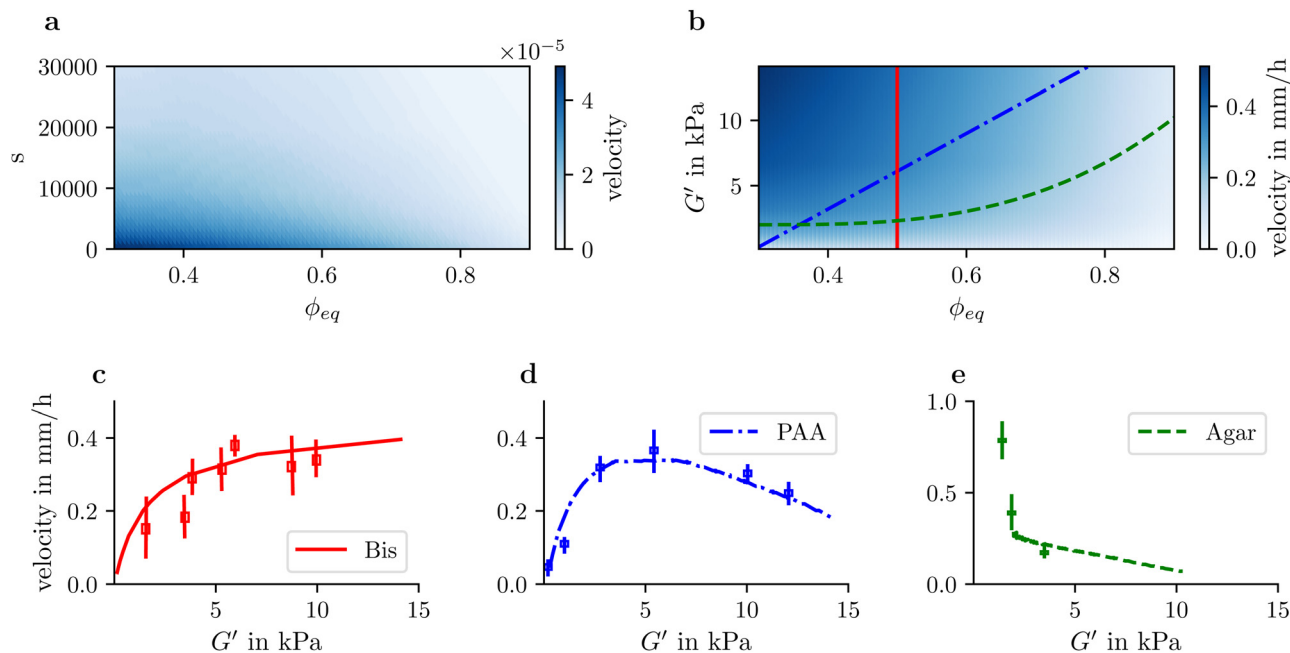 a
×10⁻⁵
30000
20000
10000
0
s
0.4
0.6
0.8
ϕeq
4
2
0
velocity
b
10
5
G′ in kPa
0.4
0.6
0.8
ϕeq
0.4
0.2
0.0
velocity in mm/h
c
0.4
0.2
0.0
velocity in mm/h
Bis
5
10
15
G′ in kPa
d
0.4
0.2
0.0
PAA
0
5
10
15
G′ in kPa
e
1.0
0.5
0.0
Agar
5
10
15
G′ in kPa